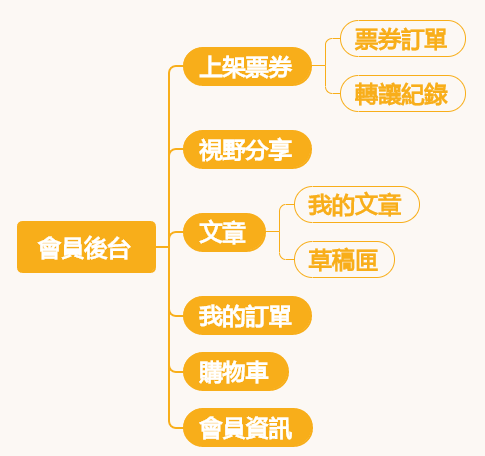 會員後台
上架票券
票券訂單
轉讓紀錄
視野分享
文章
我的文章
草稿匣
我的訂單
購物車
會員資訊